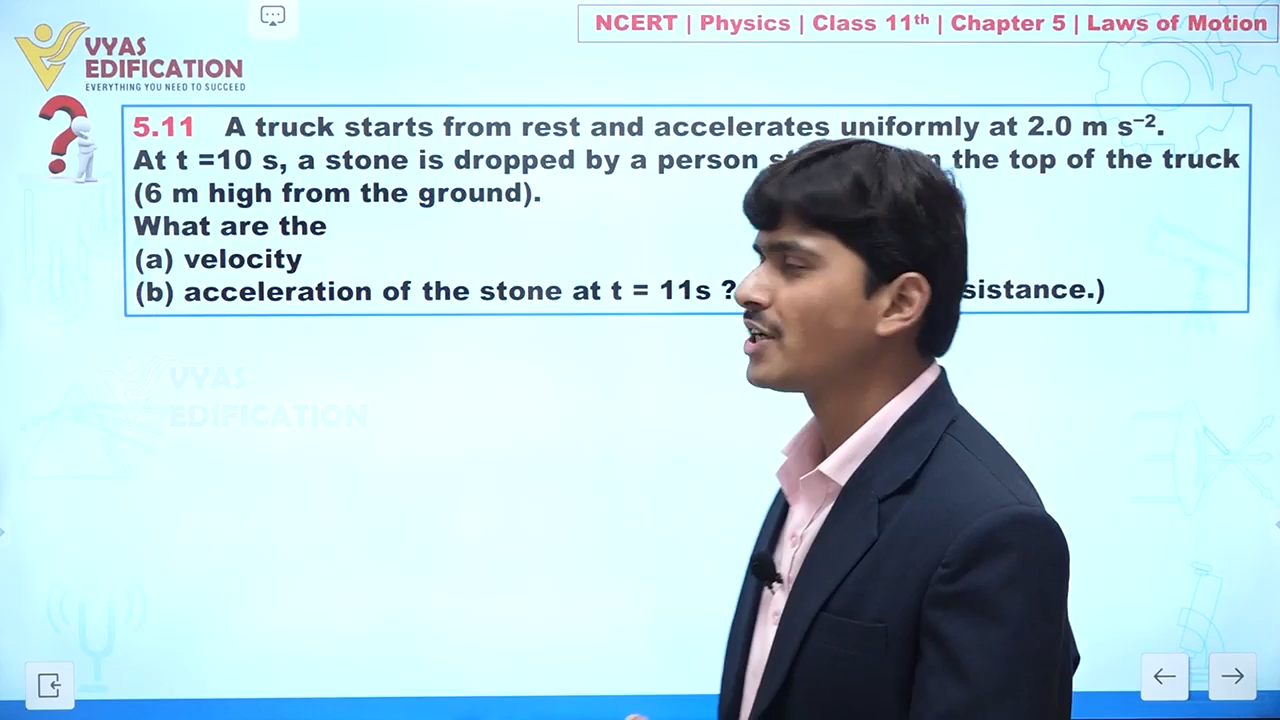 NCERT | Physics | Class 11th | Chapter 5 | Laws of Motion
VYAS
EDIFICATION
EVERYTHING YOU NEED TO SUCCEED
5.11 A truck starts from rest and accelerates uniformly at 2.0 m s⁻².
At t =10 s, a stone is dropped by a person the top of the truck
(6 m high from the ground).
What are the
(a) velocity
(b) acceleration of the stone at t = 11s ? sistance.)
VYAS
EDIFICATION